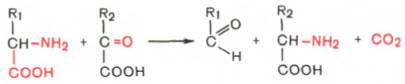 R₁ R₂ R₁ O R₂
CH—NH₂ + C=O → C + CH—NH₂ + CO₂
COOH COOH H COOH